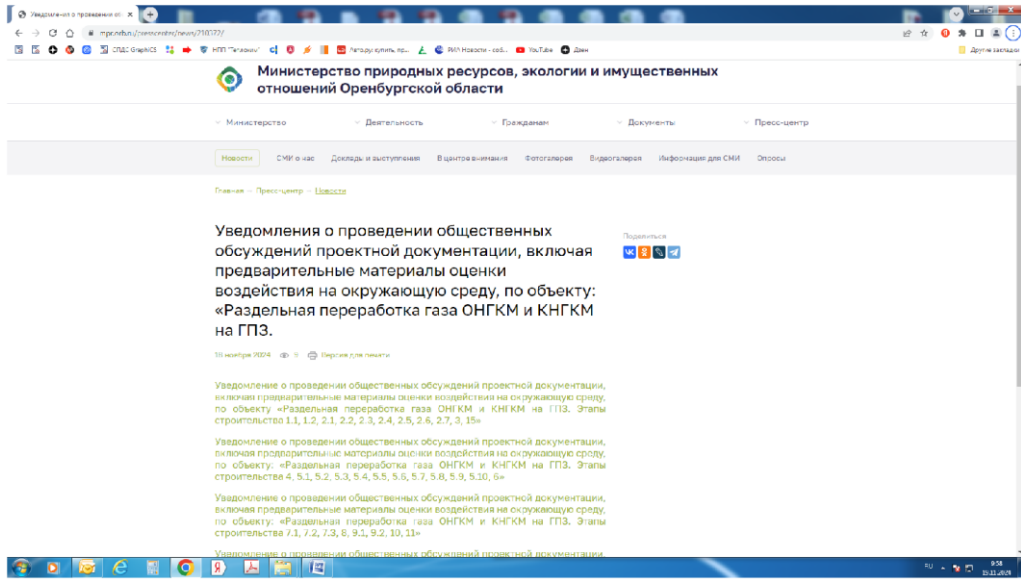 Уведомления о проведении об
mpr.orb.ru/presscenter/news/210372/
YouTube
Дзен
Другие закладки
Министерство природных ресурсов, экологии и имущественных
отношений Оренбургской области
Министерство
Деятельность
Гражданам
Документы
Пресс-центр
Новости
СМИ о нас
Доклады и выступления
В центре внимания
Фотогалерея
Видеогалерея
Информация для СМИ
Опросы
Главная – Пресс-центр – Новости
Уведомления о проведении общественных
обсуждений проектной документации, включая
предварительные материалы оценки
воздействия на окружающую среду, по объекту:
«Раздельная переработка газа ОНГКМ и КНГКМ
на ГПЗ.
Поделиться
ноября 2024
Версия для печати
Уведомление о проведении общественных обсуждений проектной документации,
включая предварительные материалы оценки воздействия на окружающую среду,
по объекту «Раздельная переработка газа ОНГКМ и КНГКМ на ГПЗ. Этапы
строительства 1.1, 1.2, 2.1, 2.2, 2.3, 2.4, 2.5, 2.6, 2.7, 3, 15»
Уведомление о проведении общественных обсуждений проектной документации,
включая предварительные материалы оценки воздействия на окружающую среду,
по объекту: «Раздельная переработка газа ОНГКМ и КНГКМ на ГПЗ. Этапы
строительства 4, 5.1, 5.2, 5.3, 5.4, 5.5, 5.6, 5.7, 5.8, 5.9, 5.10, 6»
Уведомление о проведении общественных обсуждений проектной документации,
включая предварительные материалы оценки воздействия на окружающую среду,
по объекту: «Раздельная переработка газа ОНГКМ и КНГКМ на ГПЗ. Этапы
строительства 7.1, 7.2, 7.3, 8, 9.1, 9.2, 10, 11»
Уведомление о проведении общественных обсуждений проектной документации,
RU
9:58
19.11.2024